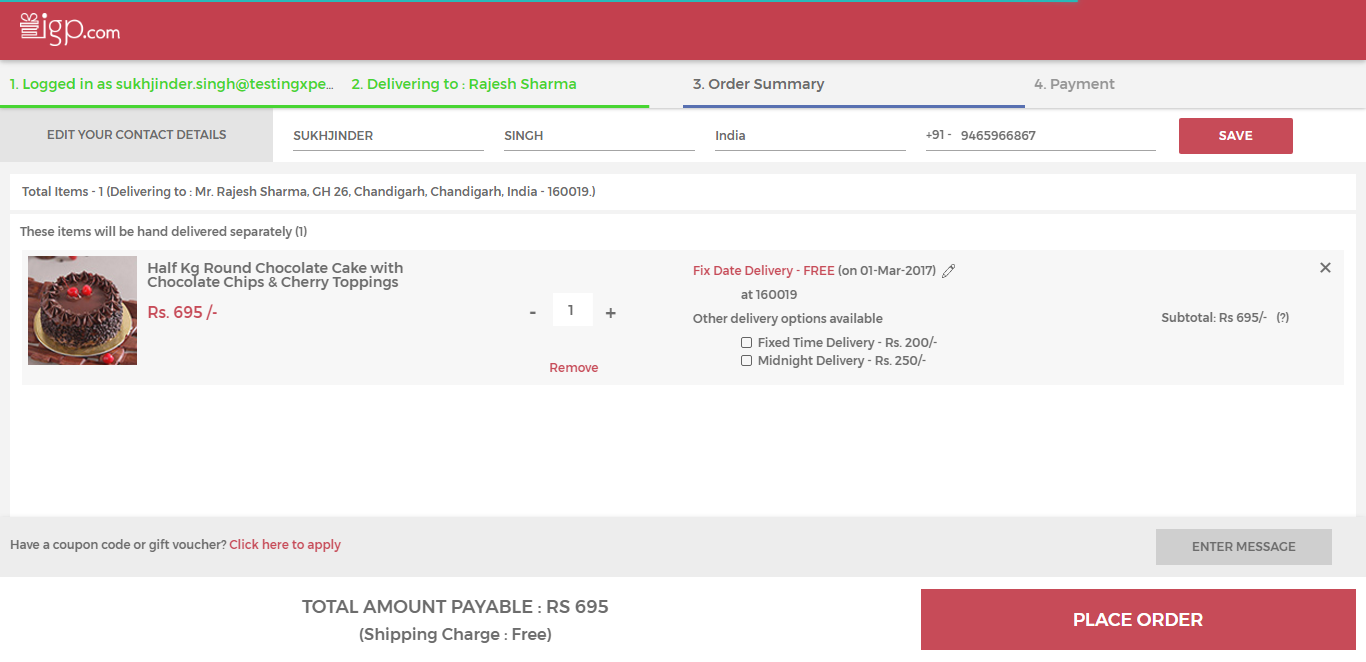 igp.com
1. Logged in as sukhjinder.singh@testingxpe...
2. Delivering to : Rajesh Sharma
3. Order Summary
4. Payment
EDIT YOUR CONTACT DETAILS
SUKHJINDER
SINGH
India
+91 - 9465966867
SAVE
Total Items - 1 (Delivering to : Mr. Rajesh Sharma, GH 26, Chandigarh, Chandigarh, India - 160019.)
These items will be hand delivered separately (1)
Half Kg Round Chocolate Cake with
Chocolate Chips & Cherry Toppings
Rs. 695 /-
- 1 +
Remove
Fix Date Delivery - FREE (on 01-Mar-2017)
at 160019
Other delivery options available
Fixed Time Delivery - Rs. 200/-
Midnight Delivery - Rs. 250/-
Subtotal: Rs 695/- (?)
Have a coupon code or gift voucher? Click here to apply
ENTER MESSAGE
TOTAL AMOUNT PAYABLE : RS 695
(Shipping Charge : Free)
PLACE ORDER